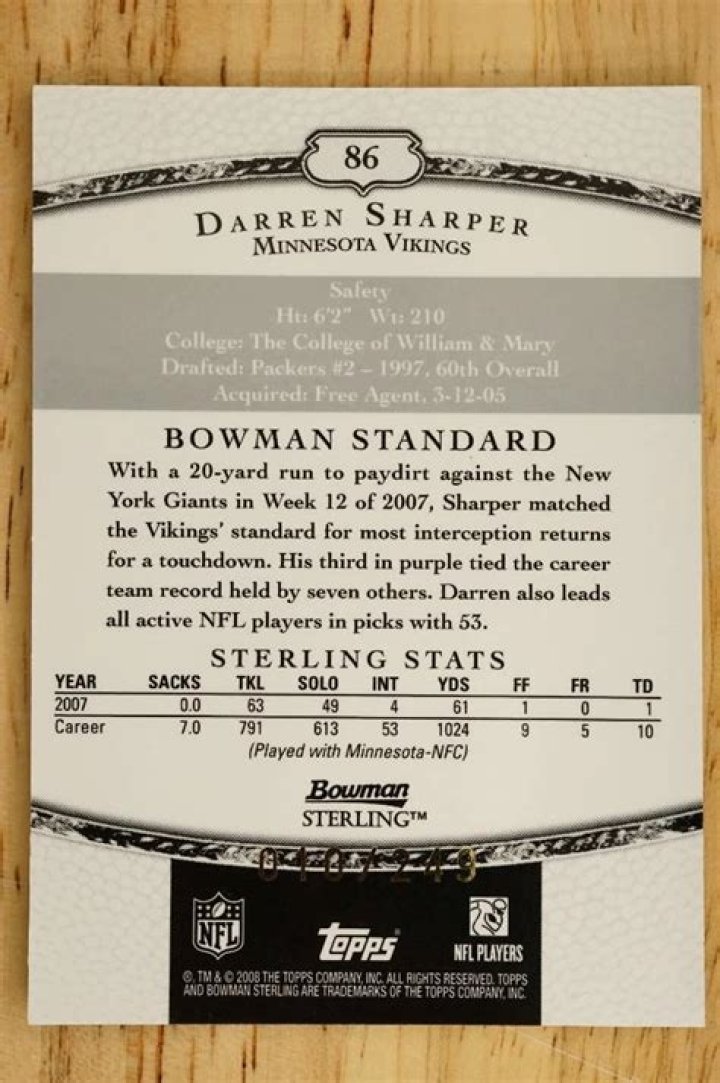 86
DARREN SHARPER
MINNESOTA VIKINGS
Safety
Ht: 6'2" Wt: 210
College: The College of William & Mary
Drafted: Packers #2 – 1997, 60th Overall
Acquired: Free Agent, 3-12-05
BOWMAN STANDARD
With a 20-yard run to paydirt against the New
York Giants in Week 12 of 2007, Sharper matched
the Vikings' standard for most interception returns
for a touchdown. His third in purple tied the career
team record held by seven others. Darren also leads
all active NFL players in picks with 53.
STERLING STATS
YEAR SACKS TKL SOLO INT YDS FF FR TD
2007 0.0 63 49 4 61 1 0 1
Career 7.0 791 613 53 1024 9 5 10
(Played with Minnesota-NFC)
Bowman
STERLING™
010/249
NFL
topps
NFL PLAYERS
®, TM & © 2008 THE TOPPS COMPANY, INC. ALL RIGHTS RESERVED. TOPPS
AND BOWMAN STERLING ARE TRADEMARKS OF THE TOPPS COMPANY, INC.